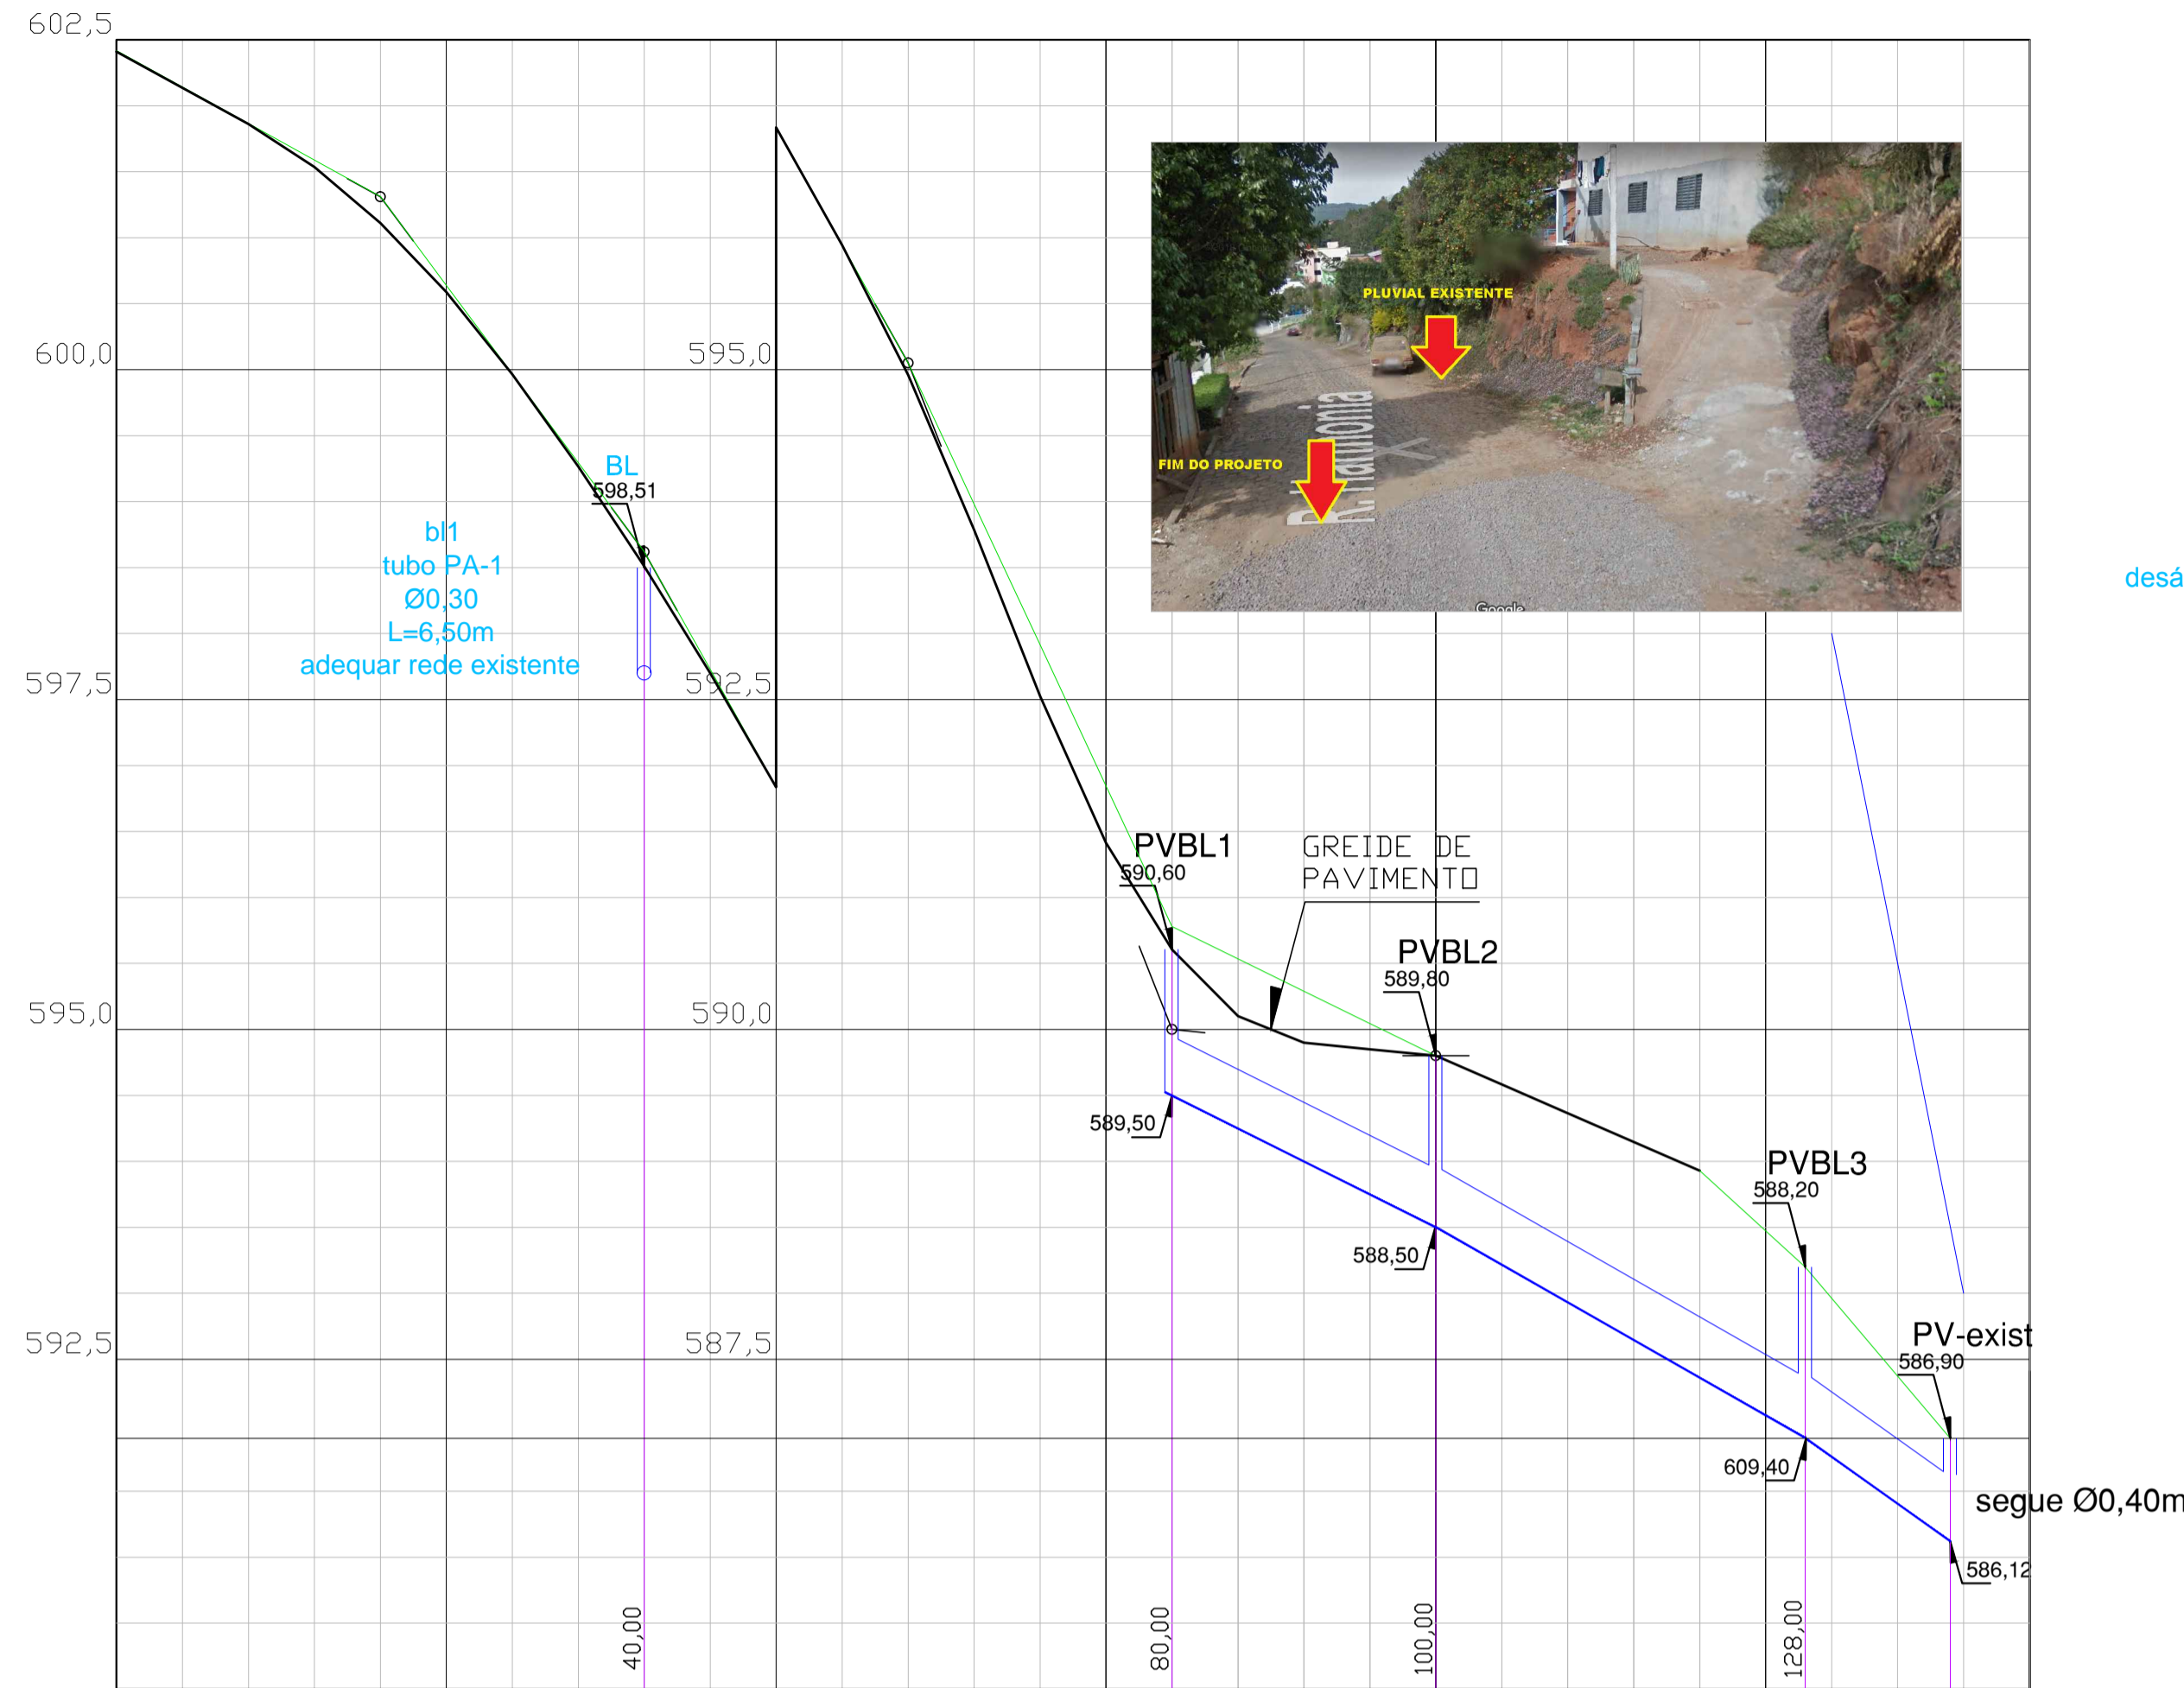 602,5
600,0
597,5
595,0
592,5
595,0
592,5
590,0
587,5
BL
598,51
bl1
tubo PA-1
Ø0,30
L=6,50m
adequar rede existente
PLUVIAL EXISTENTE
FIM DO PROJETO
Google
desá
PVBL1
590,60
GREIDE DE
PAVIMENTO
PVBL2
589,80
589,50
588,50
PVBL3
588,20
PV-exist
586,90
609,40
segue Ø0,40m
586,12
40,00
80,00
100,00
128,00